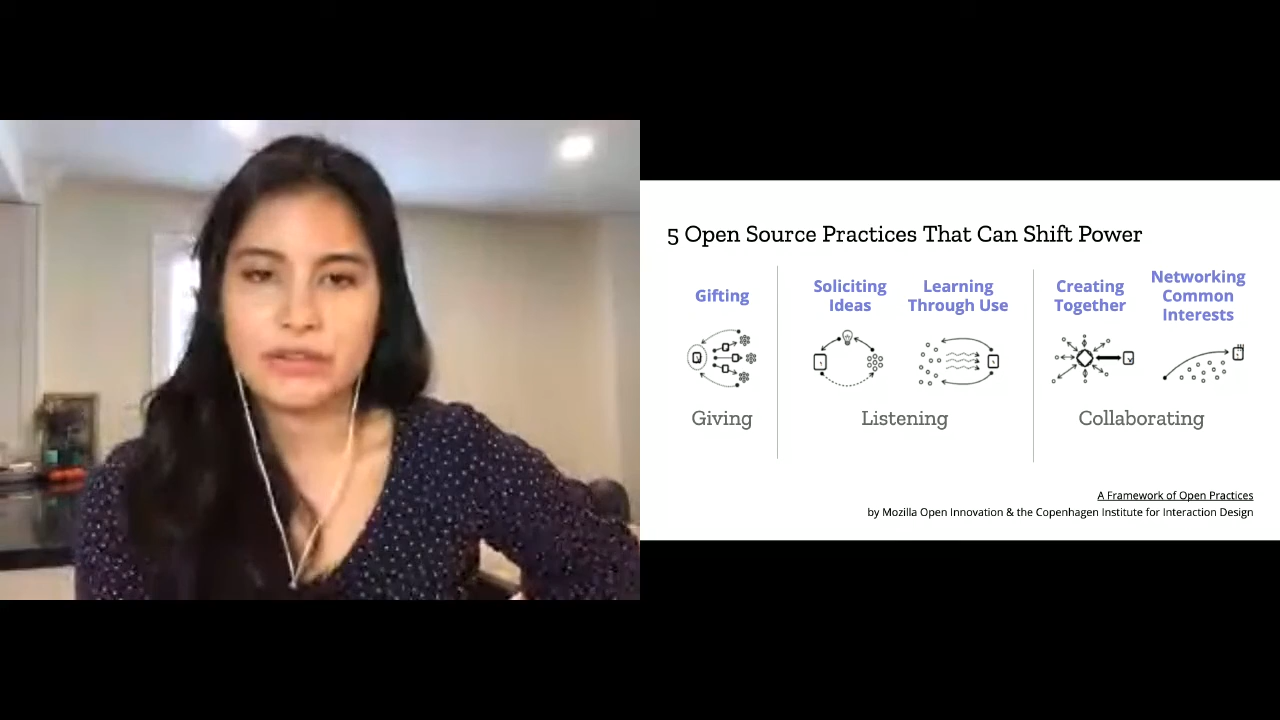 5 Open Source Practices That Can Shift Power
Gifting
Soliciting
Ideas
Learning
Through Use
Creating
Together
Networking
Common
Interests
Giving
Listening
Collaborating
A Framework of Open Practices
by Mozilla Open Innovation & the Copenhagen Institute for Interaction Design